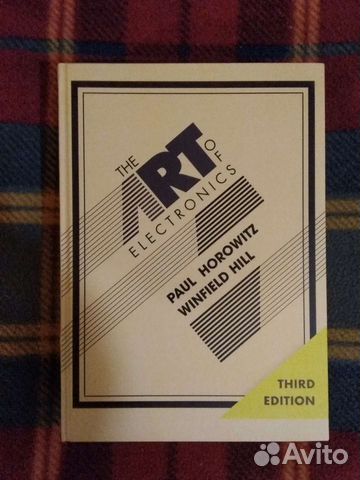 THE
ART
OF
ELECTRONICS
PAUL HOROWITZ
WINFIELD HILL
THIRD
EDITION
Avito